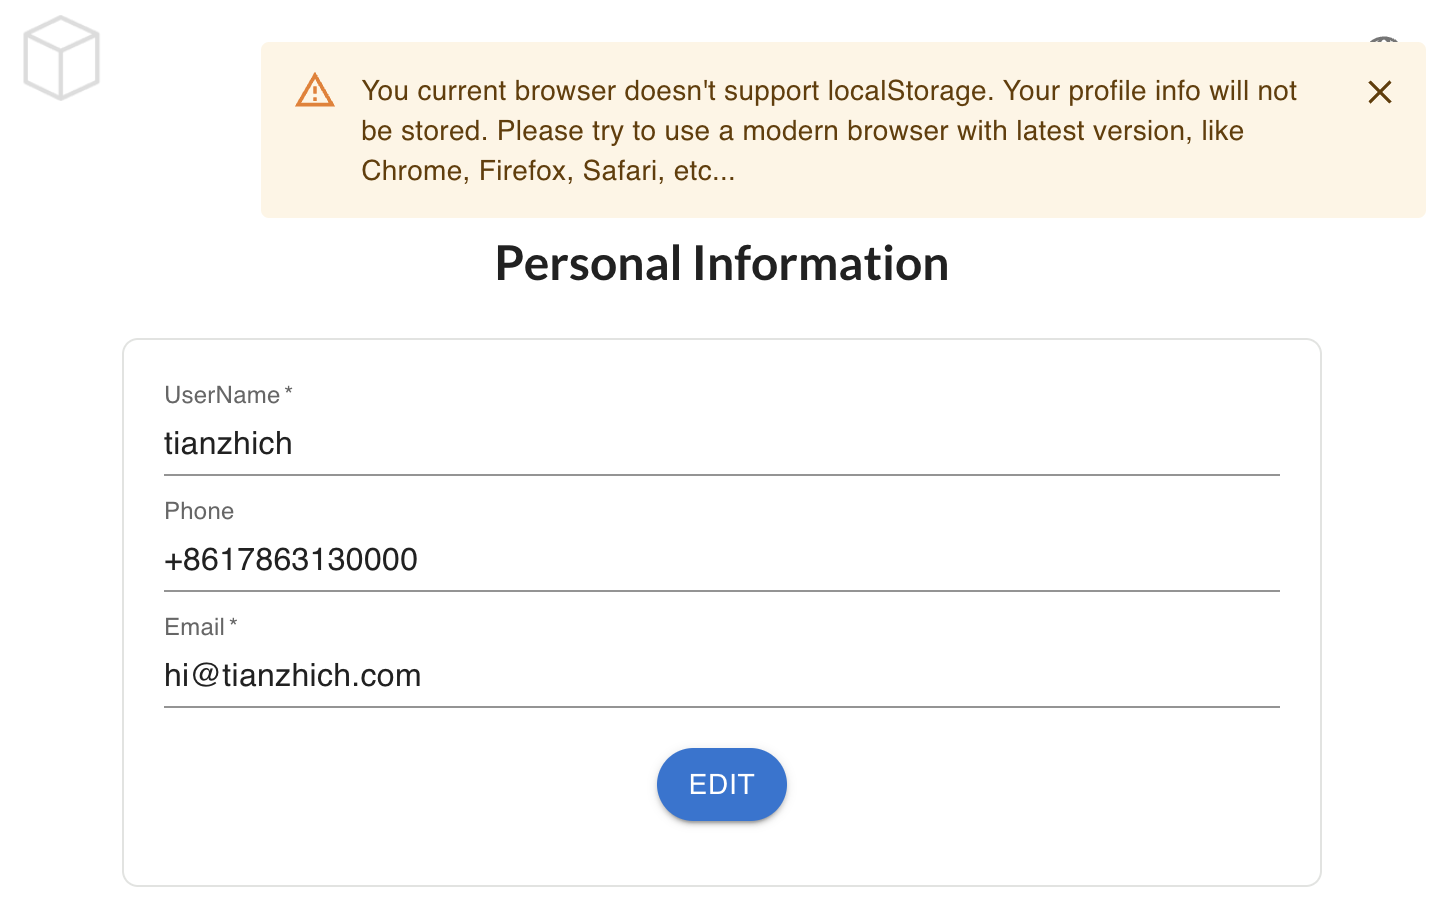 You current browser doesn't support localStorage. Your profile info will not
be stored. Please try to use a modern browser with latest version, like
Chrome, Firefox, Safari, etc...
Personal Information
UserName *
tianzhich
Phone
+8617863130000
Email *
hi@tianzhich.com
EDIT